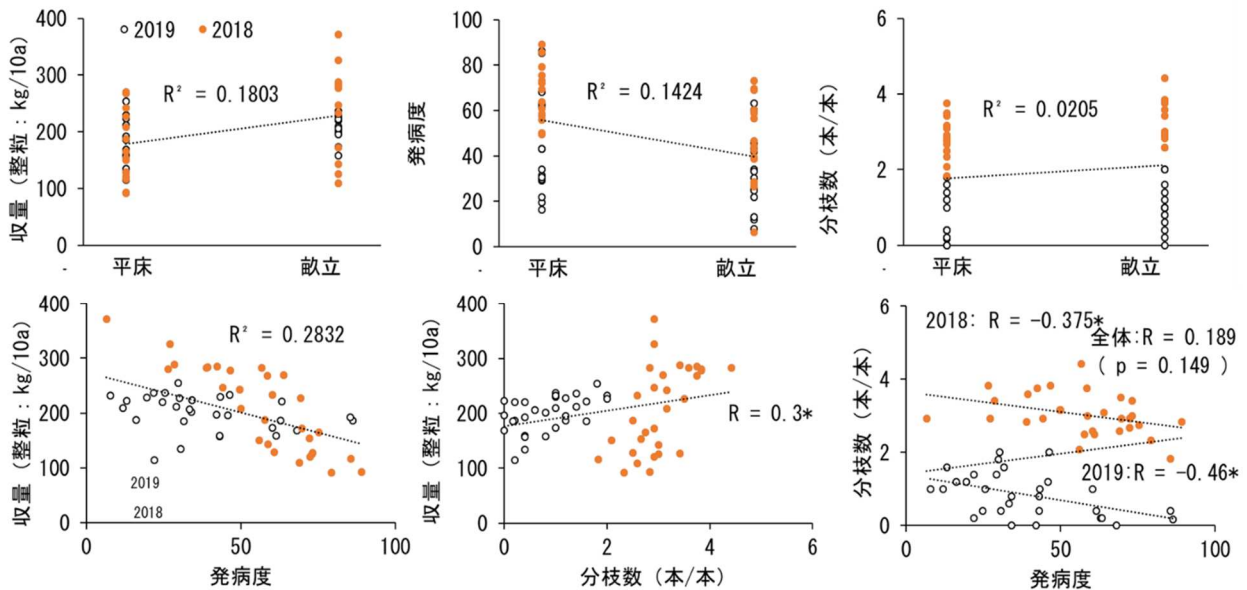 収量（整粒：kg/10a）
400
300
200
100
0
○2019 ●2018
R² = 0.1803
平床 畝立
発病度
100
80
60
40
20
0
R² = 0.1424
平床 畝立
分枝数（本/本）
6
4
2
0
R² = 0.0205
平床 畝立
収量（整粒：kg/10a）
400
300
200
100
0
R² = 0.2832
2019
2018
0 50 100
発病度
収量（整粒：kg/10a）
400
300
200
100
0
R = 0.3*
0 2 4 6
分枝数（本/本）
分枝数（本/本）
6
4
2
0
2018: R = -0.375*
全体:R = 0.189
( p = 0.149 )
2019:R = -0.46*
0 50 100
発病度